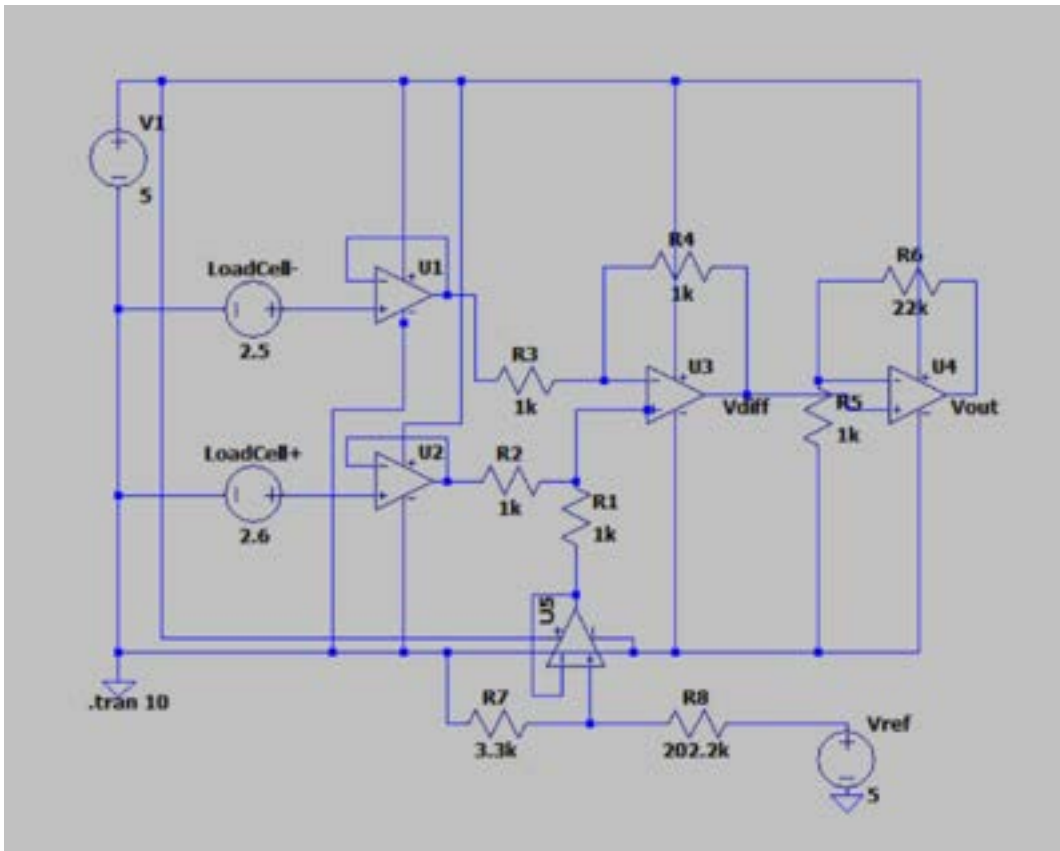 V1
5
LoadCell-
2.5
U1
R4
1k
R6
22k
R3
1k
U3
Vdiff
R5
1k
U4
Vout
LoadCell+
2.6
U2
R2
1k
R1
1k
U5
.tran 10
R7
3.3k
R8
202.2k
Vref
5